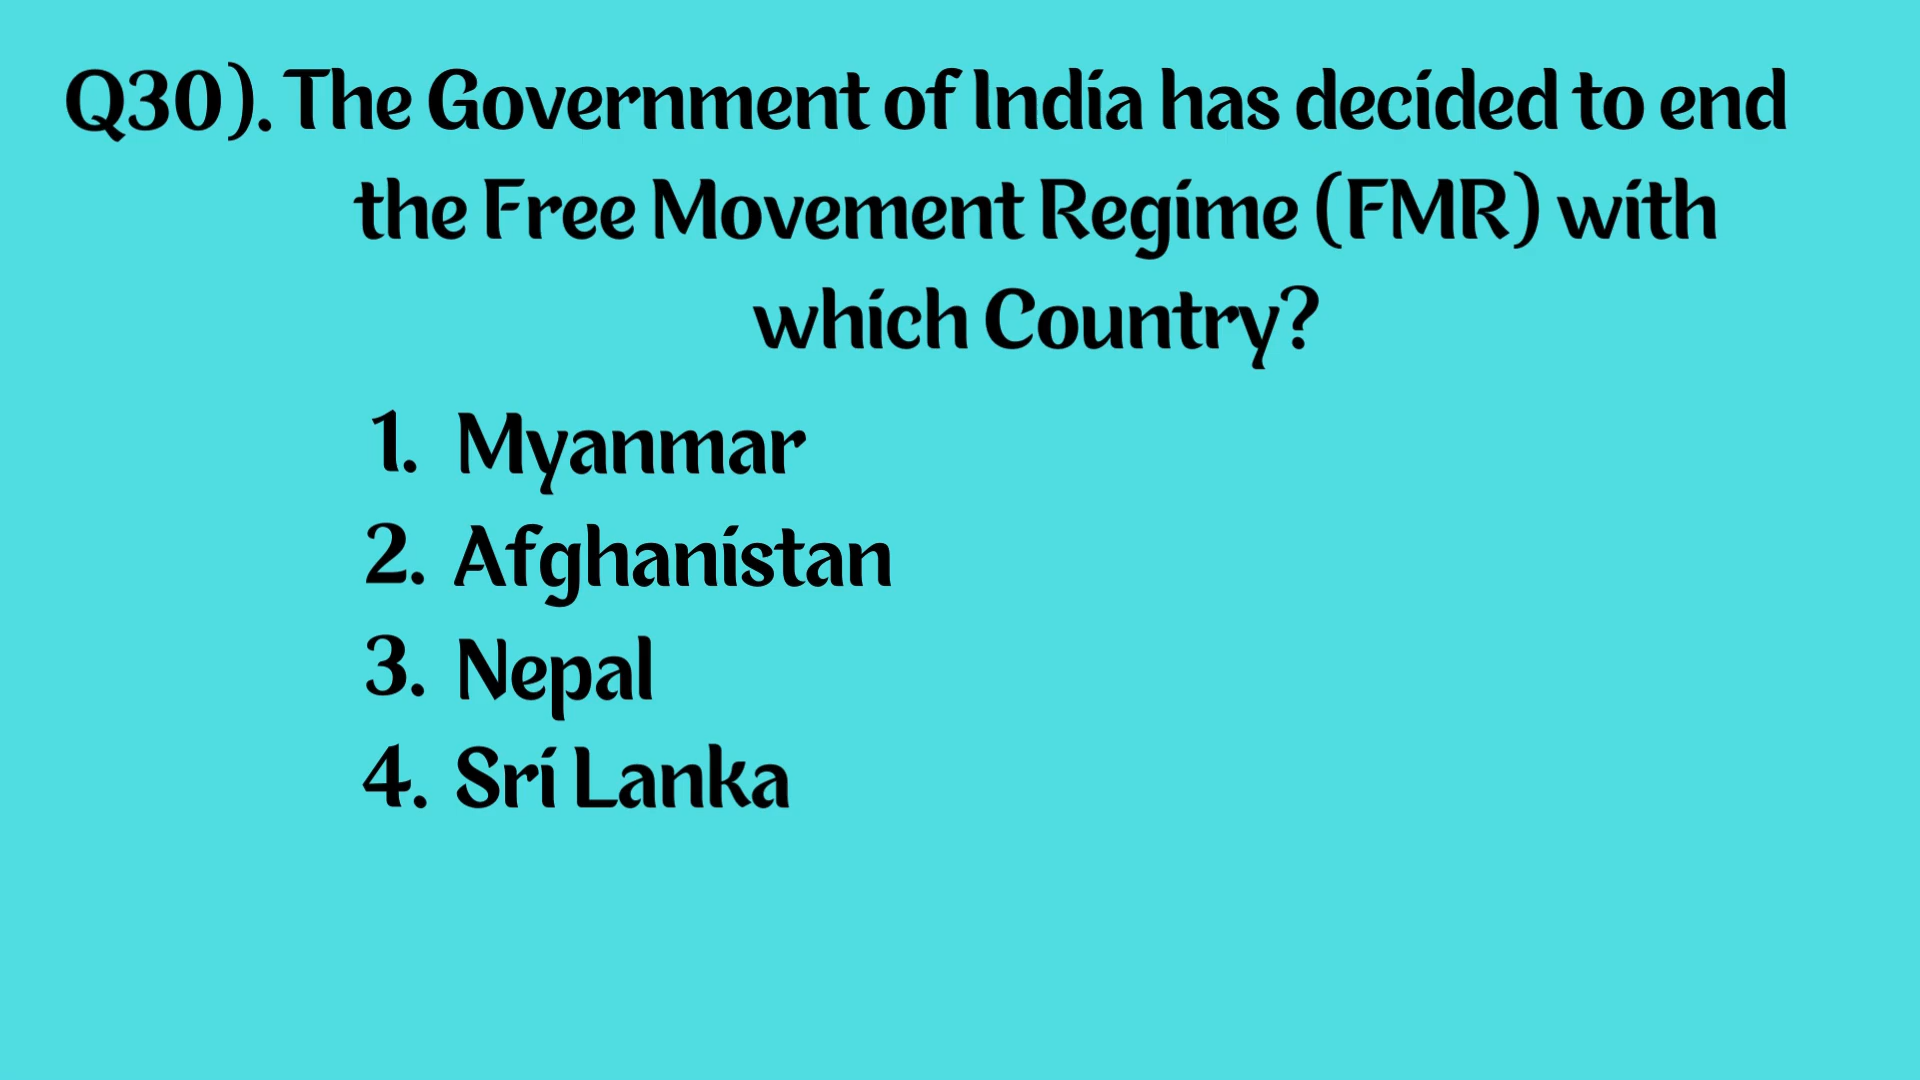 Q30). The Government of India has decided to end
the Free Movement Regime (FMR) with
which Country?
1. Myanmar
2. Afghanistan
3. Nepal
4. Sri Lanka